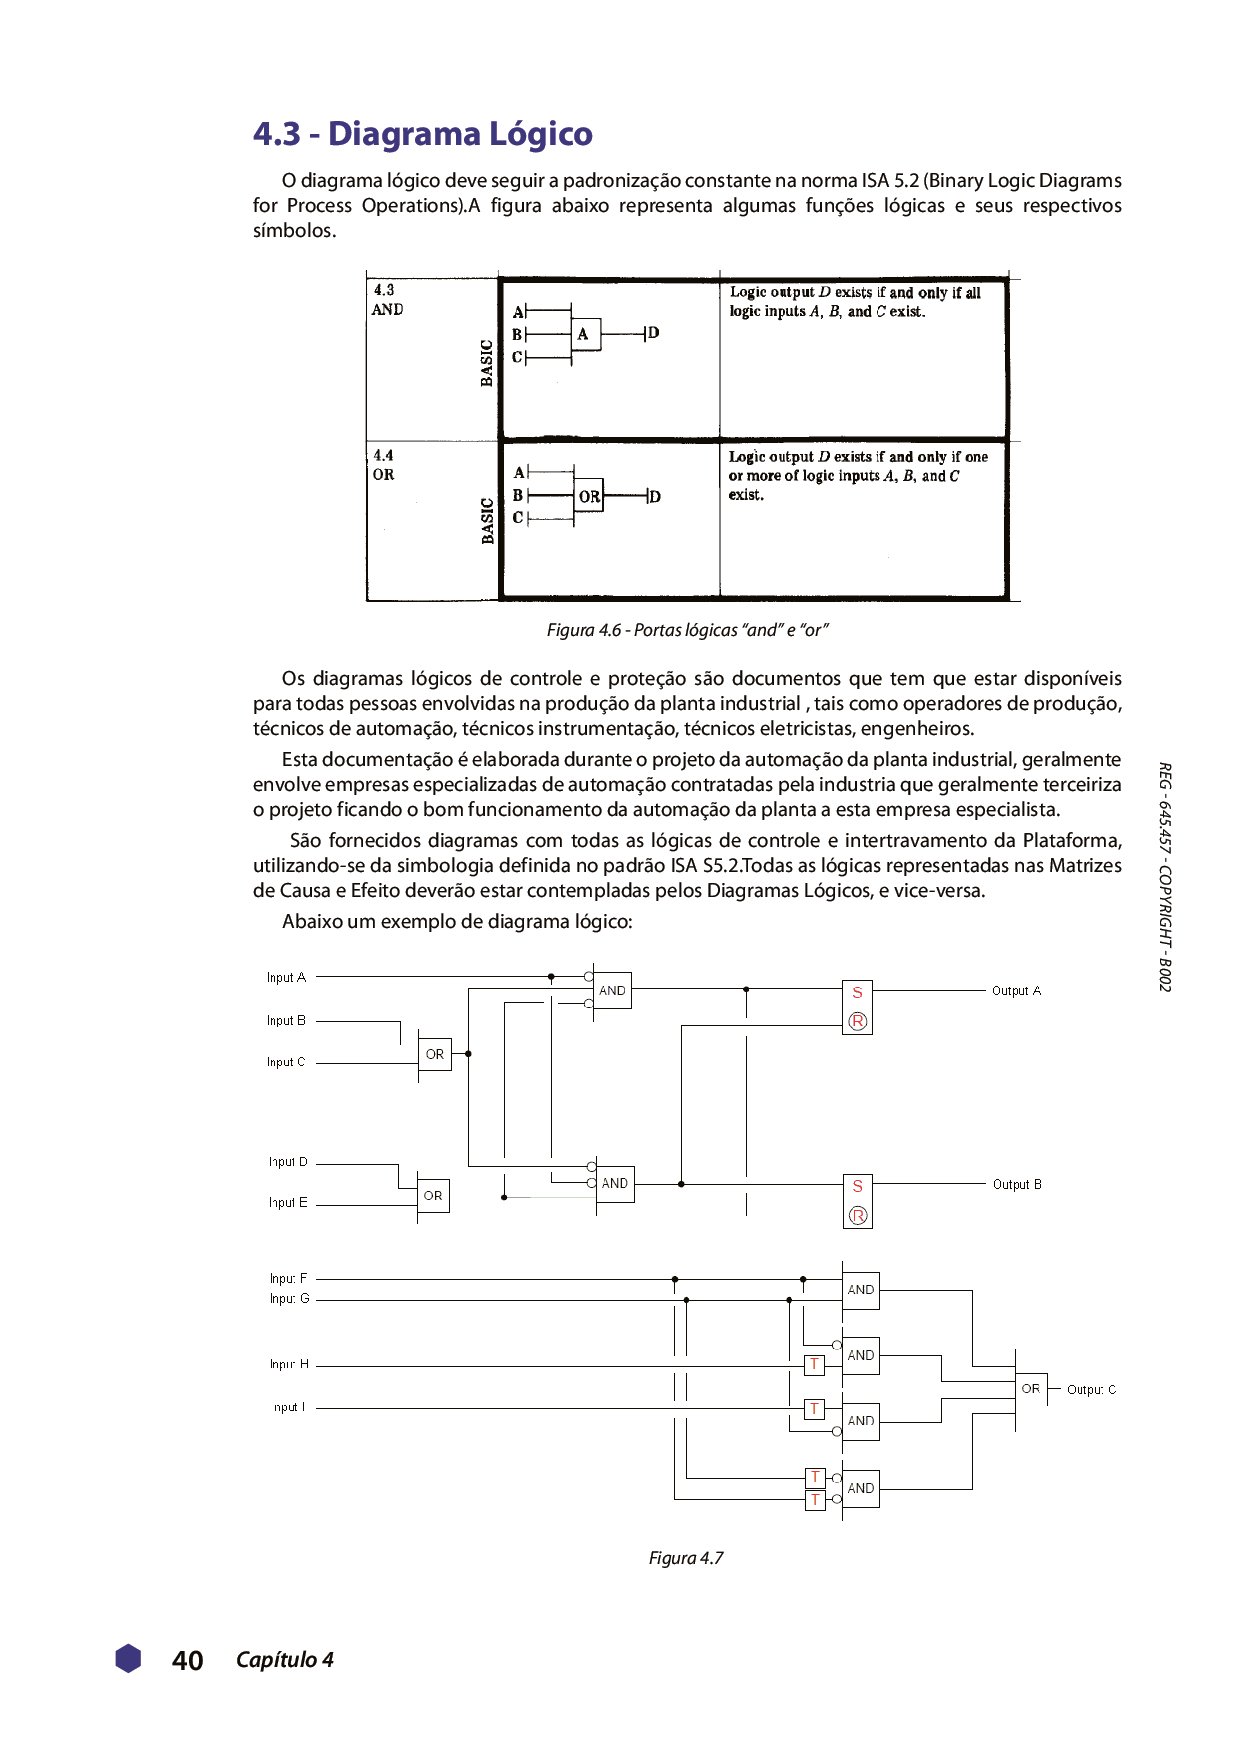 4.3 - Diagrama Lógico
O diagrama lógico deve seguir a padronização constante na norma ISA 5.2 (Binary Logic Diagrams
for Process Operations).A figura abaixo representa algumas funções lógicas e seus respectivos
símbolos.
4.3
AND
BASIC
A
B
C
A
D
Logic output D exists if and only if all
logic inputs A, B, and C exist.
4.4
OR
BASIC
A
B
C
OR
D
Logic output D exists if and only if one
or more of logic inputs A, B, and C
exist.
Figura 4.6 - Portas lógicas “and” e “or”
Os diagramas lógicos de controle e proteção são documentos que tem que estar disponíveis
para todas pessoas envolvidas na produção da planta industrial , tais como operadores de produção,
técnicos de automação, técnicos instrumentação, técnicos eletricistas, engenheiros.
Esta documentação é elaborada durante o projeto da automação da planta industrial, geralmente
envolve empresas especializadas de automação contratadas pela industria que geralmente terceiriza
o projeto ficando o bom funcionamento da automação da planta a esta empresa especialista.
São fornecidos diagramas com todas as lógicas de controle e intertravamento da Plataforma,
utilizando-se da simbologia definida no padrão ISA S5.2.Todas as lógicas representadas nas Matrizes
de Causa e Efeito deverão estar contempladas pelos Diagramas Lógicos, e vice-versa.
Abaixo um exemplo de diagrama lógico:
Input A
AND
S
Output A
Input B
R
OR
Input C
Input D
AND
S
Output B
OR
Input E
R
Input F
AND
Input G
AND
Input H
T
OR
Output C
Input I
T
AND
T
AND
T
Figura 4.7
40 Capítulo 4
REG - 645.457 - COPYRIGHT - B002